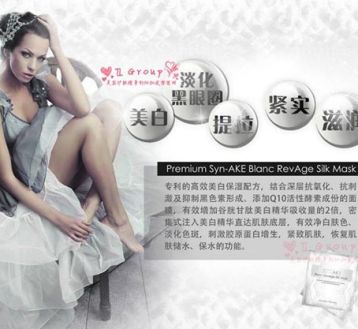 TL Group
淡化
黑眼圈
美白
提拉
紧实
滋润
Premium Syn-AKE Blanc RevAge Silk Mask
专利的高效美白保湿配方，结合深层抗氧化、抗刺
激及抑制黑色素形成、添加Q10活性酵素成份的面
膜，有效增加谷胱甘肽美白精华吸收量的2倍，密
集式注入美白精华直达肌肤底层，有效净白肤色、
淡化色斑，刺激胶原蛋白增生，紧致肌肤，恢复肌
肤储水、保水的功能。